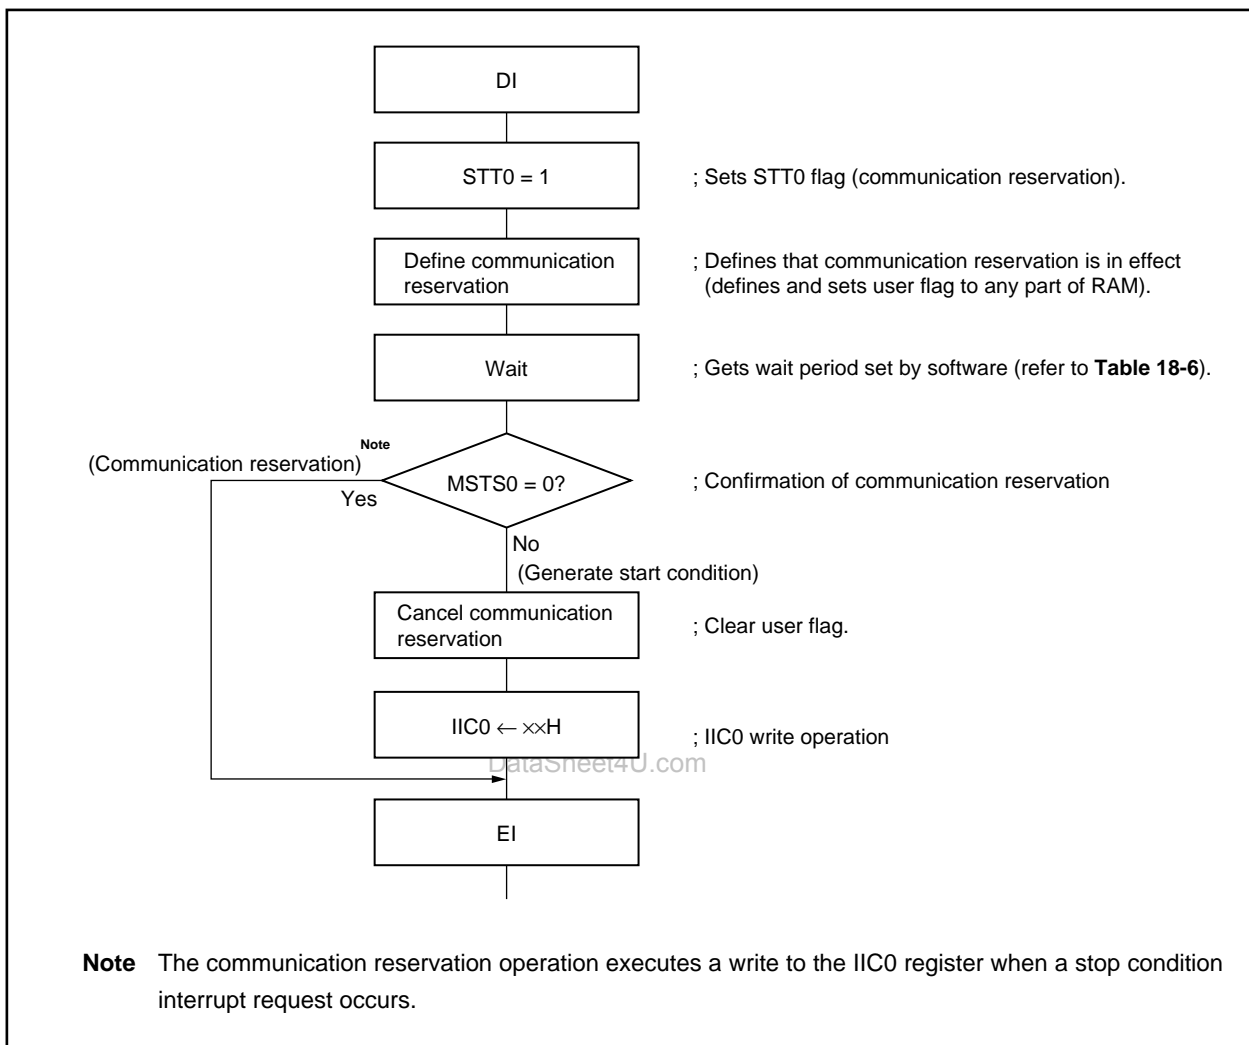 DI
STT0 = 1
; Sets STT0 flag (communication reservation).
Define communication
reservation
; Defines that communication reservation is in effect
(defines and sets user flag to any part of RAM).
Wait
; Gets wait period set by software (refer to Table 18-6).
(Communication reservation)Note
MSTS0 = 0?
; Confirmation of communication reservation
Yes
No
(Generate start condition)
Cancel communication
reservation
; Clear user flag.
IIC0 ← ××H
; IIC0 write operation
DataSheet4U.com
EI
Note The communication reservation operation executes a write to the IIC0 register when a stop condition
interrupt request occurs.